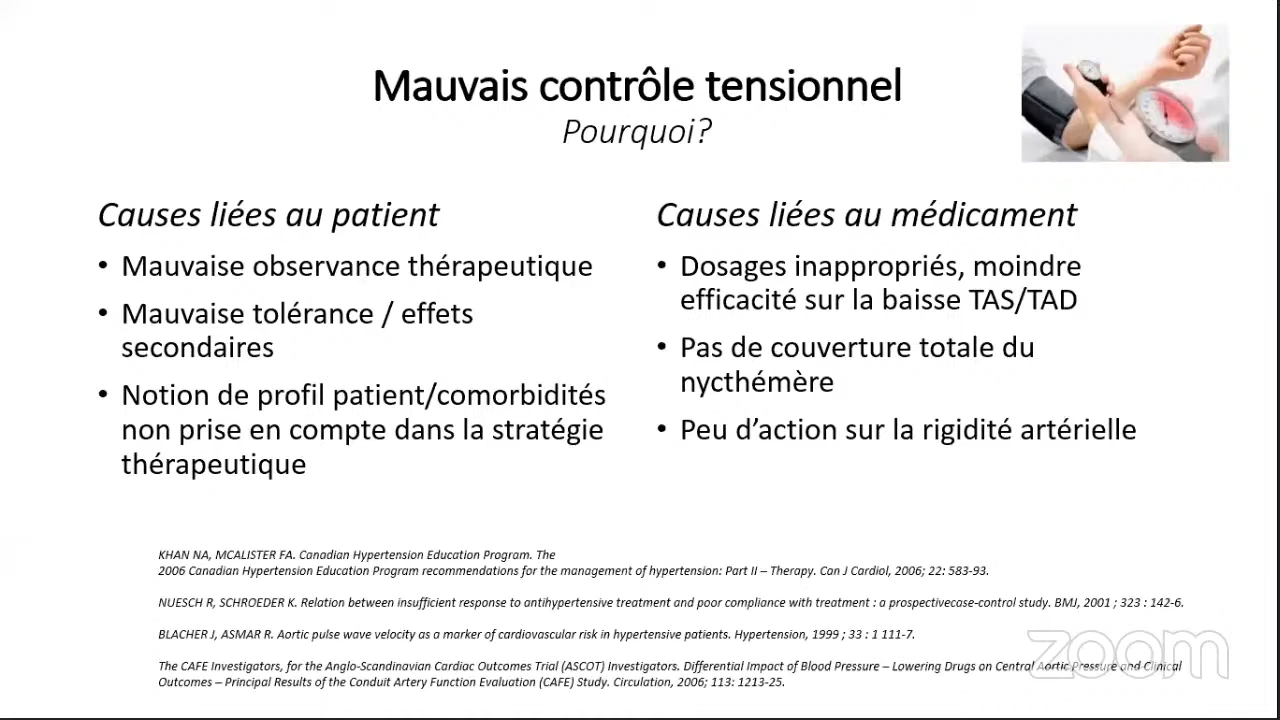 Mauvais contrôle tensionnel
Pourquoi?
Causes liées au patient
• Mauvaise observance thérapeutique
• Mauvaise tolérance / effets
secondaires
• Notion de profil patient/comorbidités
non prise en compte dans la stratégie
thérapeutique
Causes liées au médicament
• Dosages inappropriés, moindre
efficacité sur la baisse TAS/TAD
• Pas de couverture totale du
nycthémère
• Peu d’action sur la rigidité artérielle
KHAN NA, MCALISTER FA. Canadian Hypertension Education Program. The
2006 Canadian Hypertension Education Program recommendations for the management of hypertension: Part II – Therapy. Can J Cardiol, 2006; 22: 583-93.
NUESCH R, SCHROEDER K. Relation between insufficient response to antihypertensive treatment and poor compliance with treatment : a prospectivecase-control study. BMJ, 2001 ; 323 : 142-6.
BLACHER J, ASMAR R. Aortic pulse wave velocity as a marker of cardiovascular risk in hypertensive patients. Hypertension, 1999 ; 33 : 1 111-7.
The CAFE Investigators, for the Anglo-Scandinavian Cardiac Outcomes Trial (ASCOT) Investigators. Differential Impact of Blood Pressure – Lowering Drugs on Central Aortic Pressure and Clinical
Outcomes – Principal Results of the Conduit Artery Function Evaluation (CAFE) Study. Circulation, 2006; 113: 1213-25.
zoom